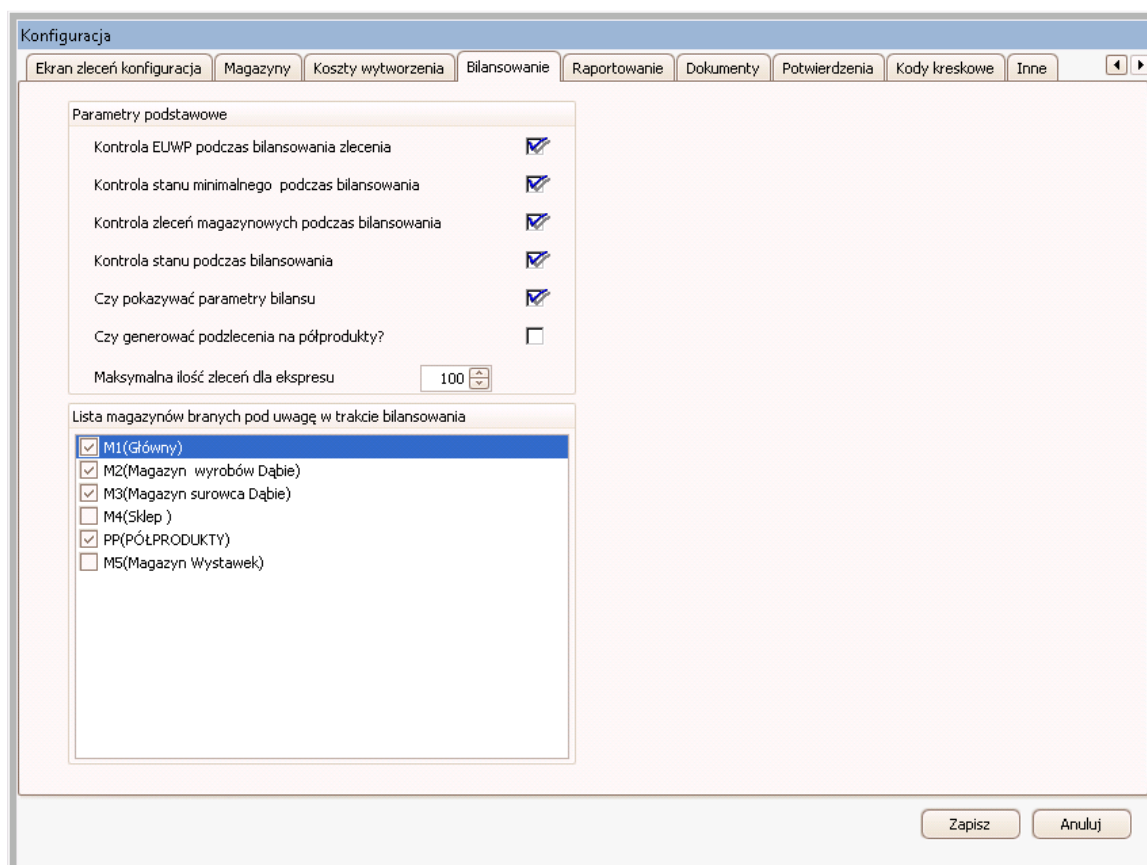 Konfiguracja
Ekran zleceń konfiguracja Magazyny Koszty wytworzenia Bilansowanie Raportowanie Dokumenty Potwierdzenia Kody kreskowe Inne
Parametry podstawowe
Kontrola EUWP podczas bilansowania zlecenia
Kontrola stanu minimalnego podczas bilansowania
Kontrola zleceń magazynowych podczas bilansowania
Kontrola stanu podczas bilansowania
Czy pokazywać parametry bilansu
Czy generować podzlecenia na półprodukty?
Maksymalna ilość zleceń dla ekspresu 100
Lista magazynów branych pod uwagę w trakcie bilansowania
M1(Główny)
M2(Magazyn wyrobów Dąbie)
M3(Magazyn surowca Dąbie)
M4(Sklep )
PP(PÓŁPRODUKTY)
M5(Magazyn Wystawek)
Zapisz Anuluj